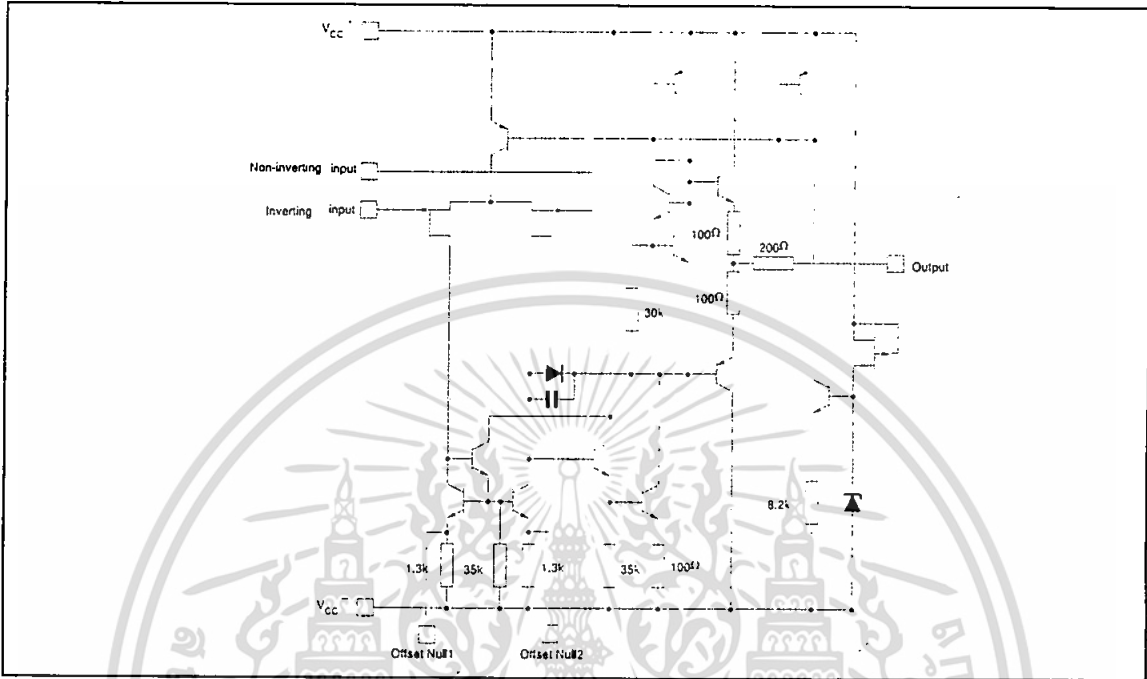 VCC +
Non-inverting input
Inverting input
100Ω
200Ω
Output
100Ω
30k
8.2k
1.3k
35k
1.3k
35k
100Ω
VCC -
Offset Null1
Offset Null2